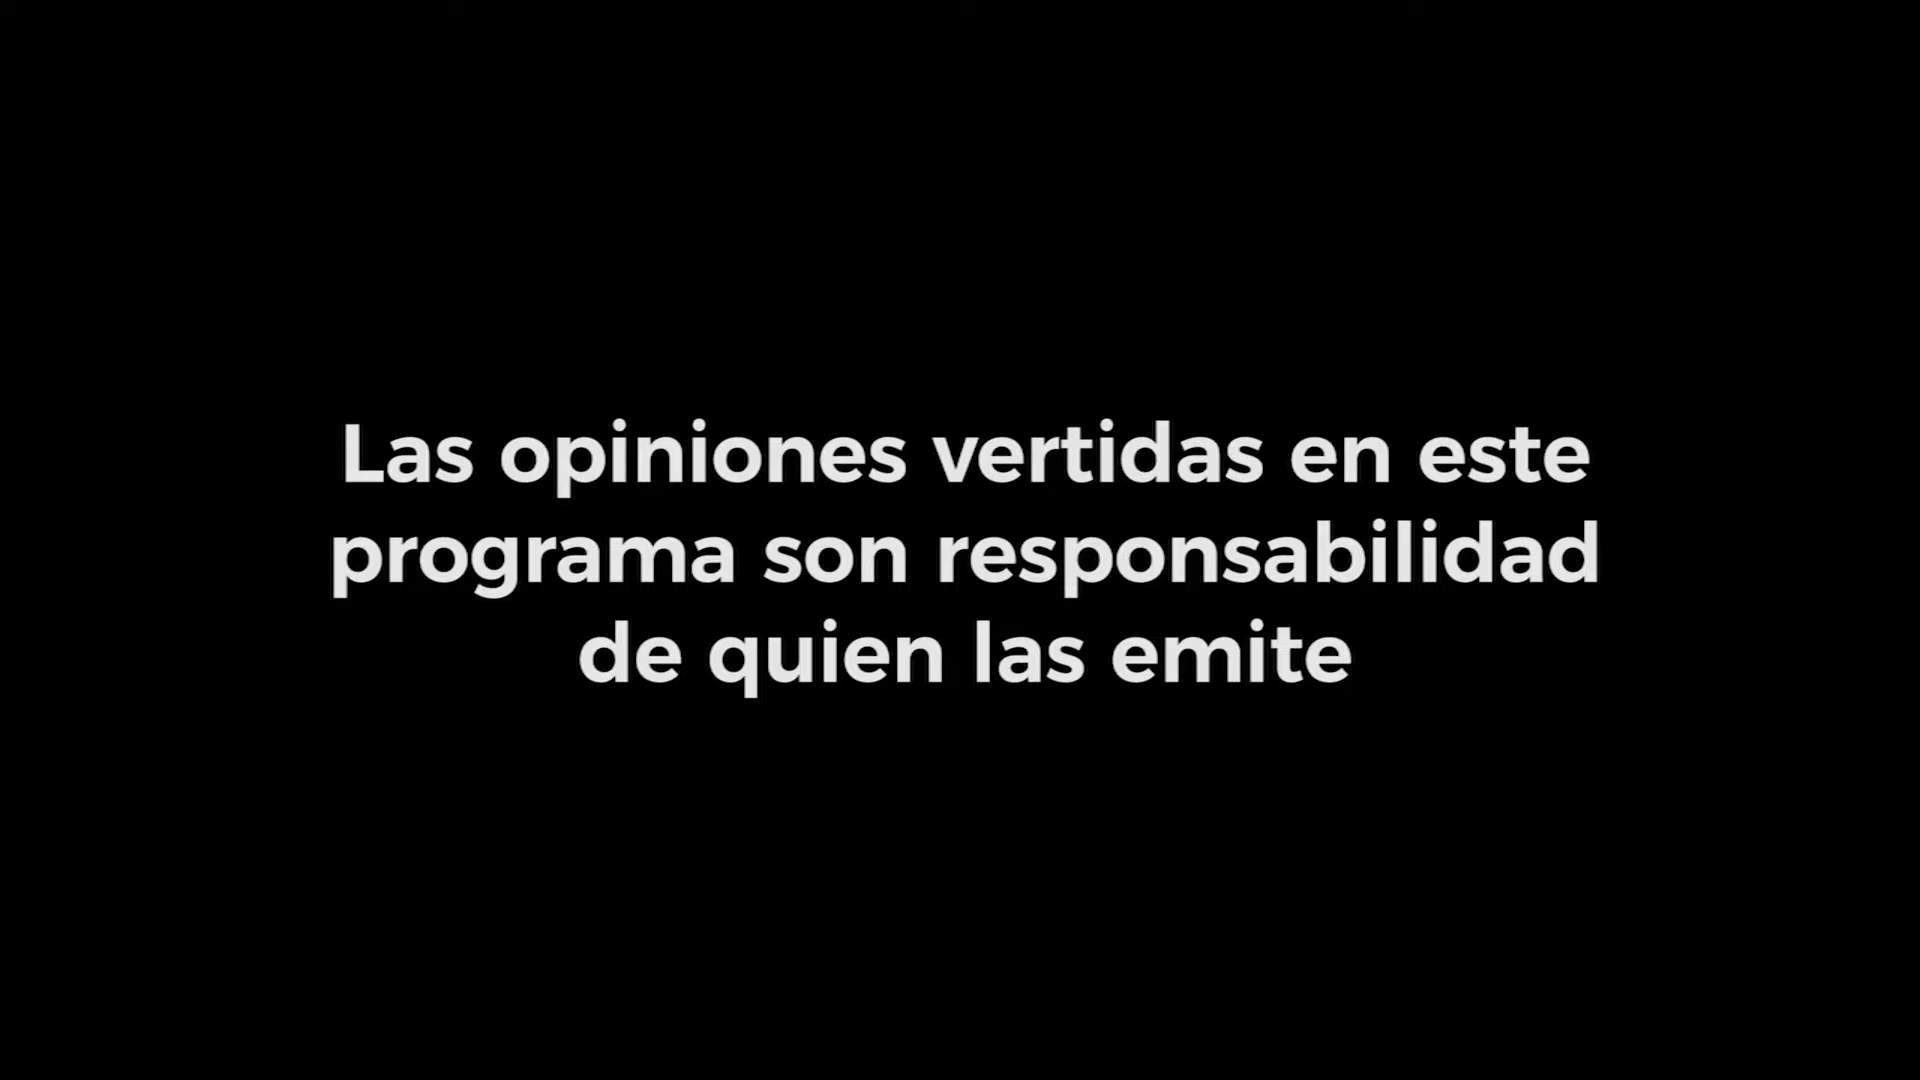 Las opiniones vertidas en este
programa son responsabilidad
de quien las emite